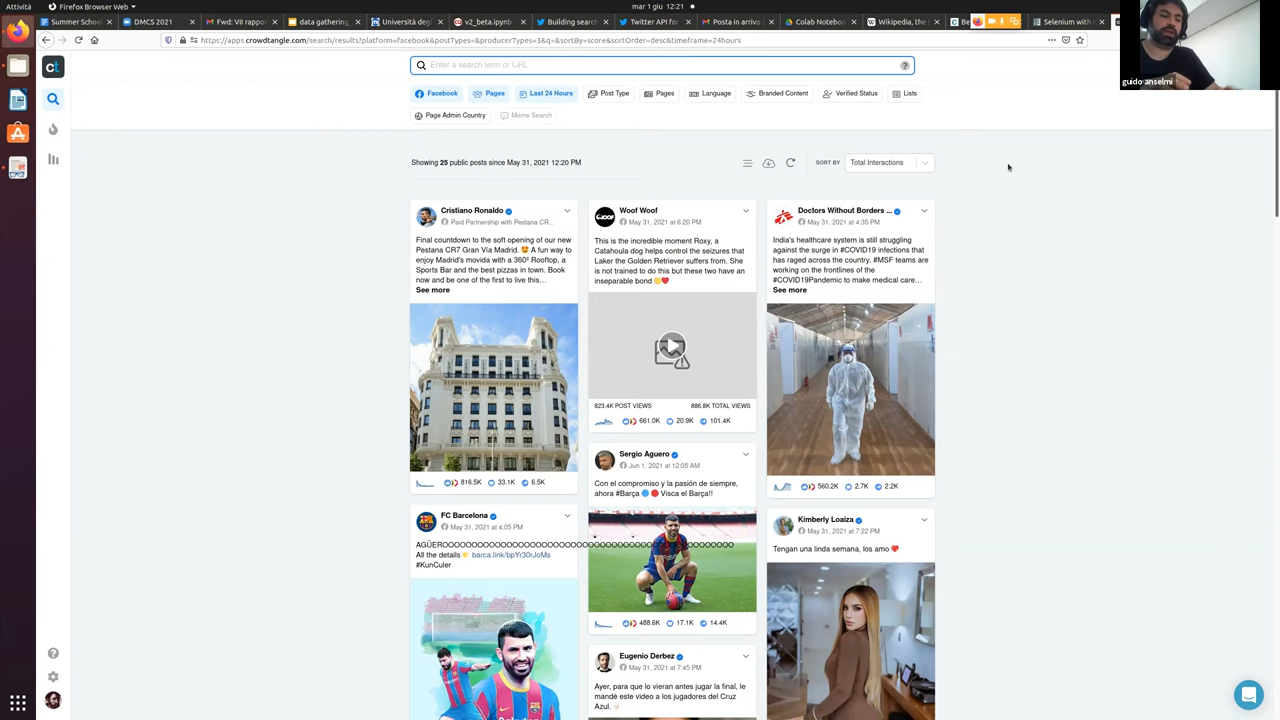 Attività
Firefox Browser Web
mar 1 giu 12:21
Summer Schoo
DMCS 2021
Fwd: VII rappor
data gathering
Università deg
v2_beta.ipynb
Building search
Twitter API for
Posta in arrivo
Colab Notebo
Wikipedia, the
Be
Selenium with
https://apps.crowdtangle.com/search/results?platform=facebook&postTypes=&producerTypes=3&q=&sortBy=score&sortOrder=desc&timeframe=24hours
guido anselmi
ct
Enter a search term or URL
Facebook
Pages
Last 24 Hours
Post Type
Pages
Language
Branded Content
Verified Status
Lists
Page Admin Country
Meme Search
Showing 25 public posts since May 31, 2021 12:20 PM
SORT BY
Total Interactions
Cristiano Ronaldo
Paid Partnership with Pestana CR...
Final countdown to the soft opening of our new
Pestana CR7 Gran Vía Madrid. 🤩 A fun way to
enjoy Madrid's movida with a 360º Rooftop, a
Sports Bar and the best pizzas in town. Book
now and be one of the first to live this…
See more
816.5K
33.1K
6.5K
FC Barcelona
May 31, 2021 at 4:05 PM
All the details 👉 barca.link/bpYr30rJoMs
#KunCuler
Woof Woof
May 31, 2021 at 6:20 PM
This is the incredible moment Roxy, a
Catahoula dog helps control the seizures that
Laker the Golden Retriever suffers from. She
is not trained to do this but these two have an
inseparable bond
823.4K POST VIEWS
886.8K TOTAL VIEWS
661.0K
20.9K
101.4K
Sergio Aguero
Jun 1, 2021 at 12:05 AM
Con el compromiso y la pasión de siempre,
ahora #Barça 🔵 🔴 Visca el Barça!!
488.6K
17.1K
14.4K
Eugenio Derbez
May 31, 2021 at 7:45 PM
Ayer, para que lo vieran antes jugar la final, le
mandé este video a los jugadores del Cruz
Azul.
Doctors Without Borders ...
May 31, 2021 at 4:35 PM
India's healthcare system is still struggling
against the surge in #COVID19 infections
that has raged across the country. #MSF teams
are working on the frontlines of the
#COVID19Pandemic to make medical care…
See more
560.2K
2.7K
2.2K
Kimberly Loaiza
May 31, 2021 at 7:22 PM
Tengan una linda semana, los amo